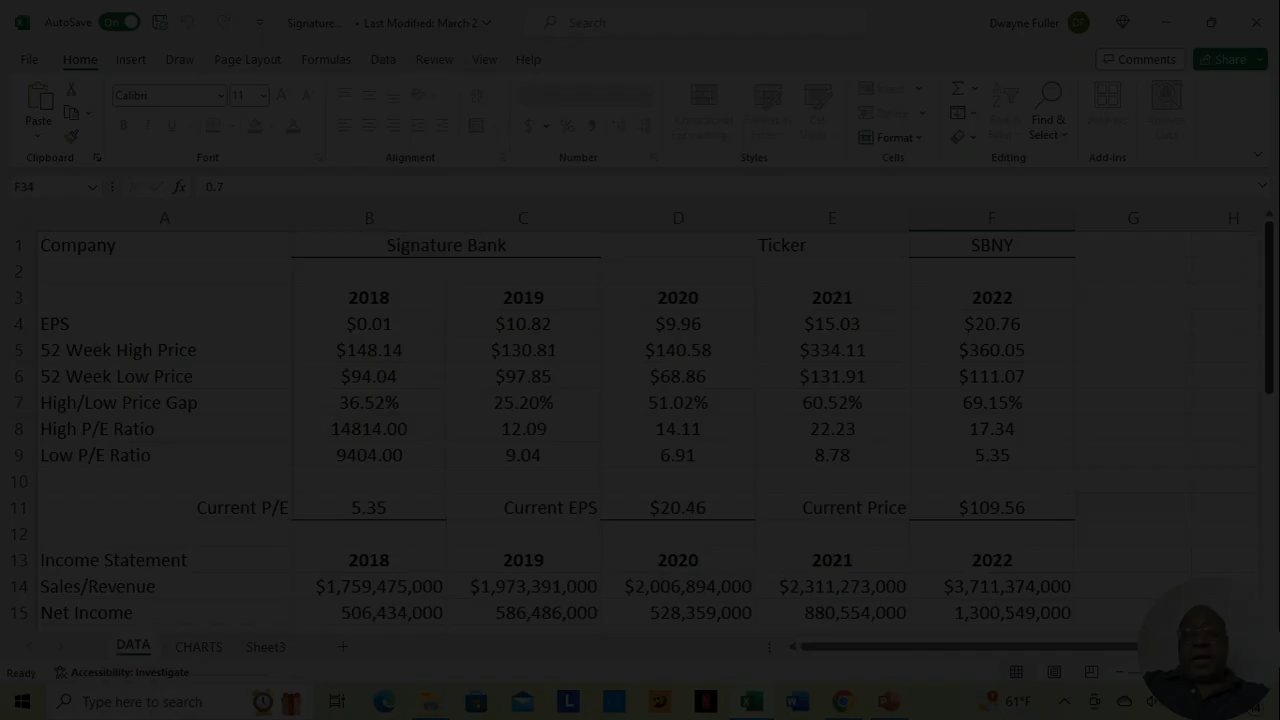 AutoSave On Signature... • Last Modified: March 2 Search Dwayne Fuller DF
File Home Insert Draw Page Layout Formulas Data Review View Help Comments Share
Calibri 11
Paste
Conditional Formatting
Insert
Delete
Format
Find & Select
Clipboard Font Alignment Number Styles Cells Editing Add-ins
F34 fx 0.7
A B C D E F G H
1 Company Signature Bank Ticker SBNY
2
3 2018 2019 2020 2021 2022
4 EPS $0.01 $10.82 $9.96 $15.03 $20.76
5 52 Week High Price $148.14 $130.81 $140.58 $334.11 $360.05
6 52 Week Low Price $94.04 $97.85 $68.86 $131.91 $111.07
7 High/Low Price Gap 36.52% 25.20% 51.02% 60.52% 69.15%
8 High P/E Ratio 14814.00 12.09 14.11 22.23 17.34
9 Low P/E Ratio 9404.00 9.04 6.91 8.78 5.35
10
11 Current P/E 5.35 Current EPS $20.46 Current Price $109.56
12
13 Income Statement 2018 2019 2020 2021 2022
14 Sales/Revenue $1,759,475,000 $1,973,391,000 $2,006,894,000 $2,311,273,000 $3,711,374,000
15 Net Income 506,434,000 586,486,000 528,359,000 880,554,000 1,300,549,000
DATA CHARTS Sheet3
Ready Accessibility: Investigate
Type here to search 61°F